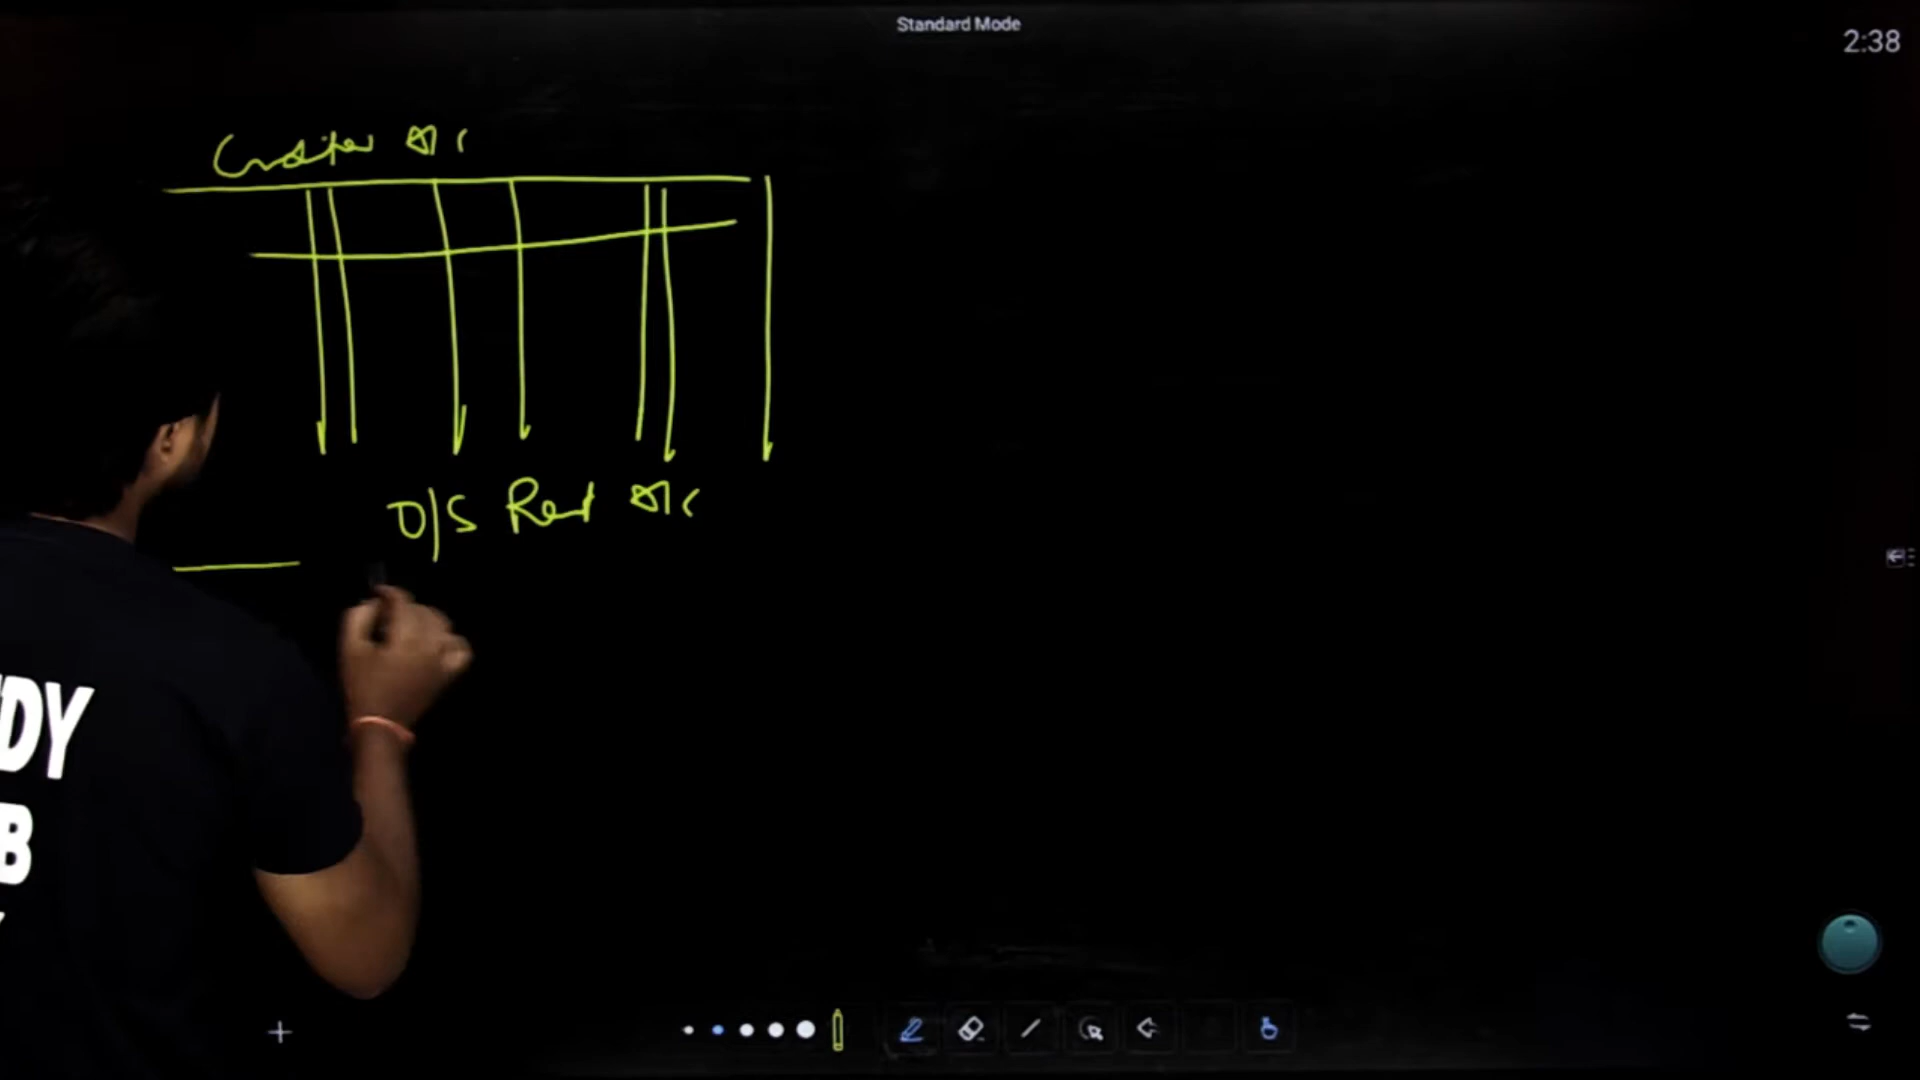 Standard Mode
2:38
Creditor A/c
O/S Rent A/c
DY
B